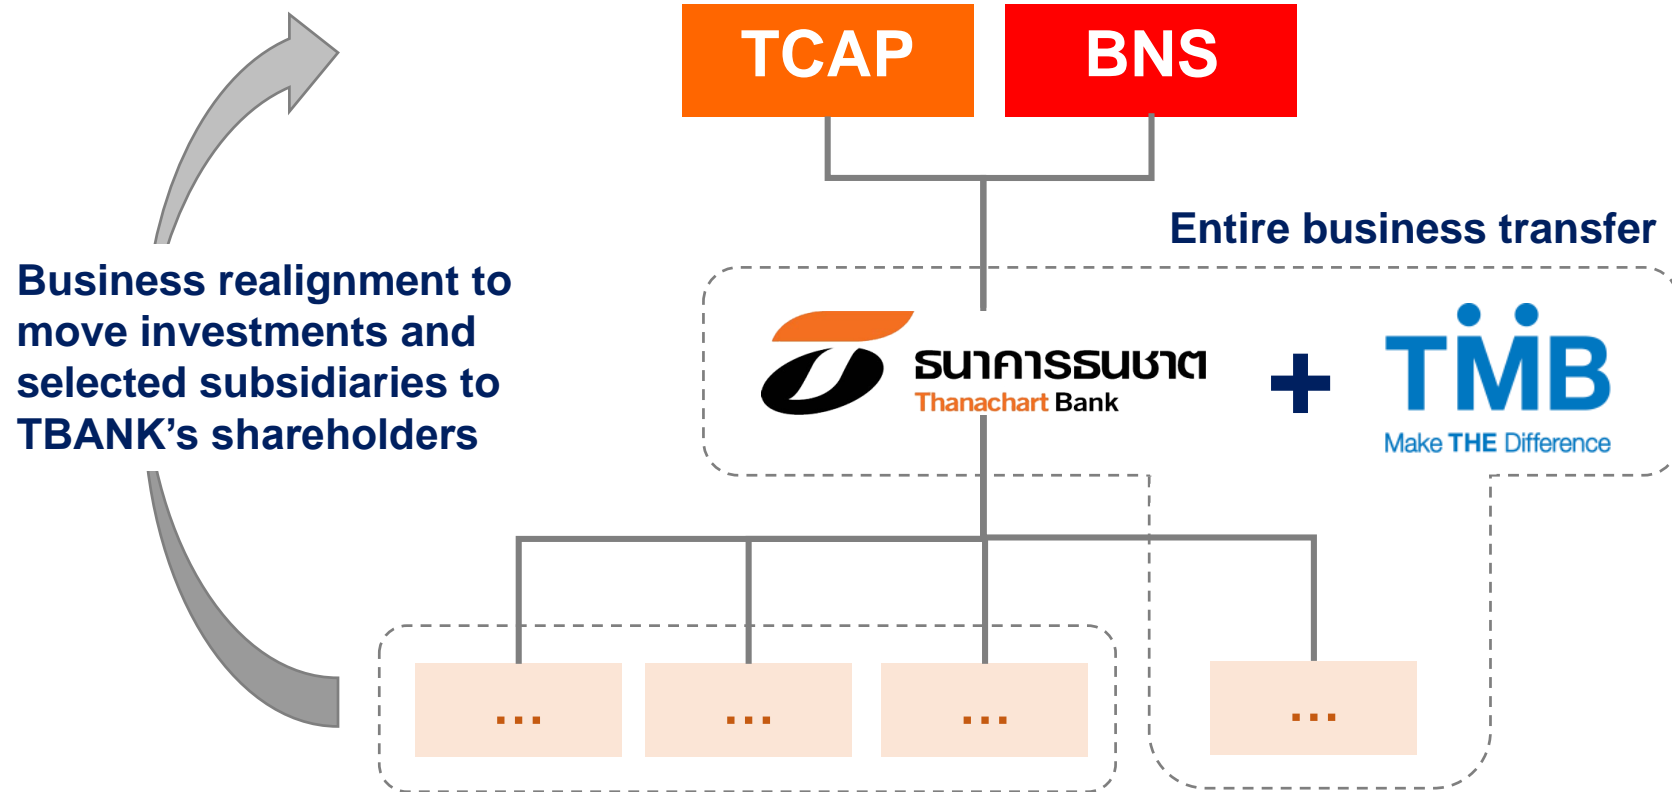 TCAP
BNS
Entire business transfer
Business realignment to
move investments and
selected subsidiaries to
TBANK’s shareholders
ธนาคารธนชาต
Thanachart Bank
+
TMB
Make THE Difference
...
...
...
...